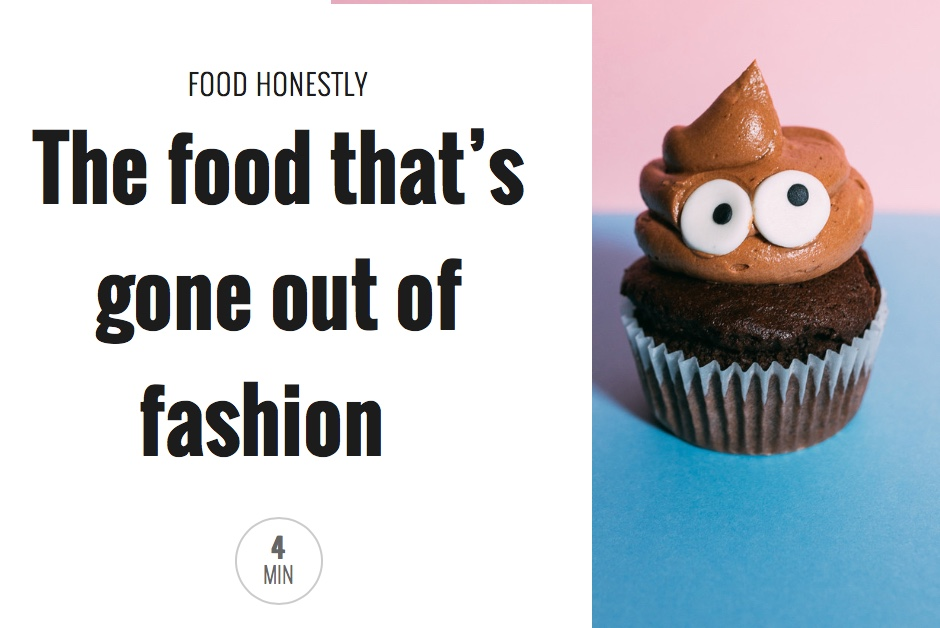 FOOD HONESTLY
The food that’s
gone out of
fashion
4
MIN